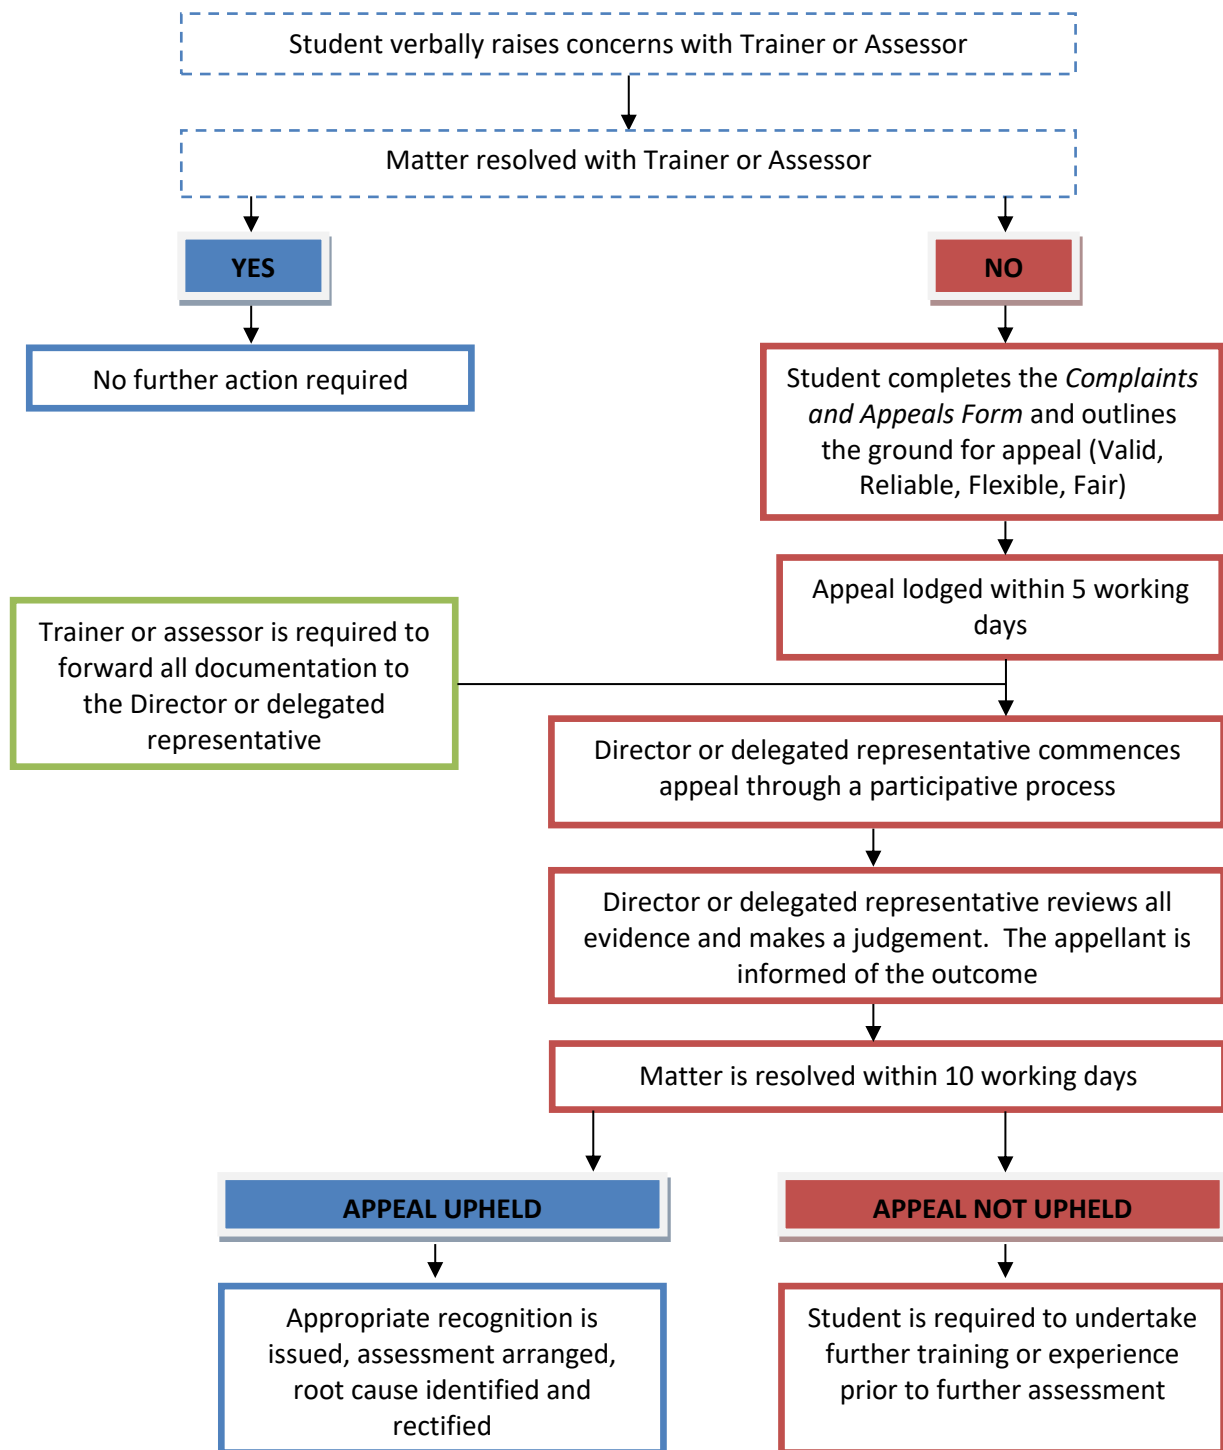 Student verbally raises concerns with Trainer or Assessor
Matter resolved with Trainer or Assessor
YES
NO
No further action required
Student completes the Complaints
and Appeals Form and outlines
the ground for appeal (Valid,
Reliable, Flexible, Fair)
Appeal lodged within 5 working
days
Trainer or assessor is required to
forward all documentation to
the Director or delegated
representative
Director or delegated representative commences
appeal through a participative process
Director or delegated representative reviews all
evidence and makes a judgement.  The appellant is
informed of the outcome
Matter is resolved within 10 working days
APPEAL UPHELD
APPEAL NOT UPHELD
Appropriate recognition is
issued, assessment arranged,
root cause identified and
rectified
Student is required to undertake
further training or experience
prior to further assessment